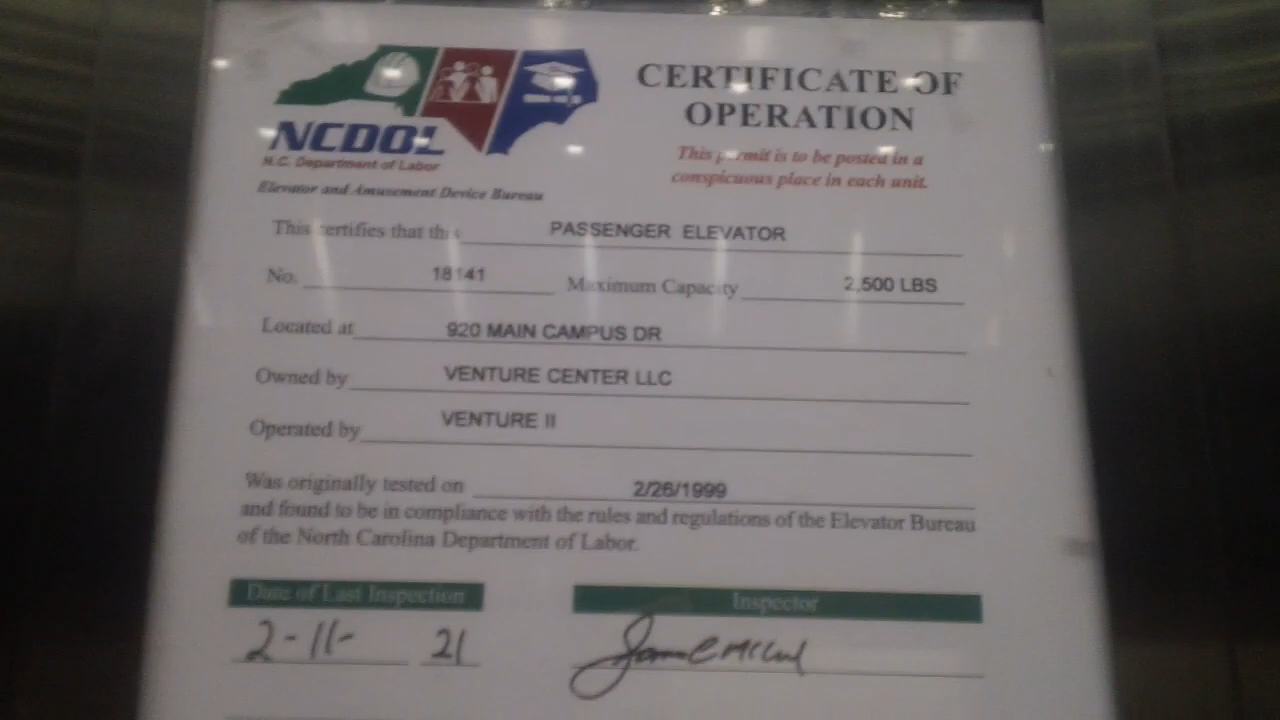 NCDOL
N.C. Department of Labor
Elevator and Amusement Device Bureau
CERTIFICATE OF
OPERATION
This permit is to be posted in a
conspicuous place in each unit.
This certifies that this PASSENGER ELEVATOR
No. 18141 Maximum Capacity 2,500 LBS
Located at 920 MAIN CAMPUS DR
Owned by VENTURE CENTER LLC
Operated by VENTURE II
Was originally tested on 2/26/1999
and found to be in compliance with the rules and regulations of the Elevator Bureau
of the North Carolina Department of Labor.
Date of Last Inspection Inspector
2-11- 21